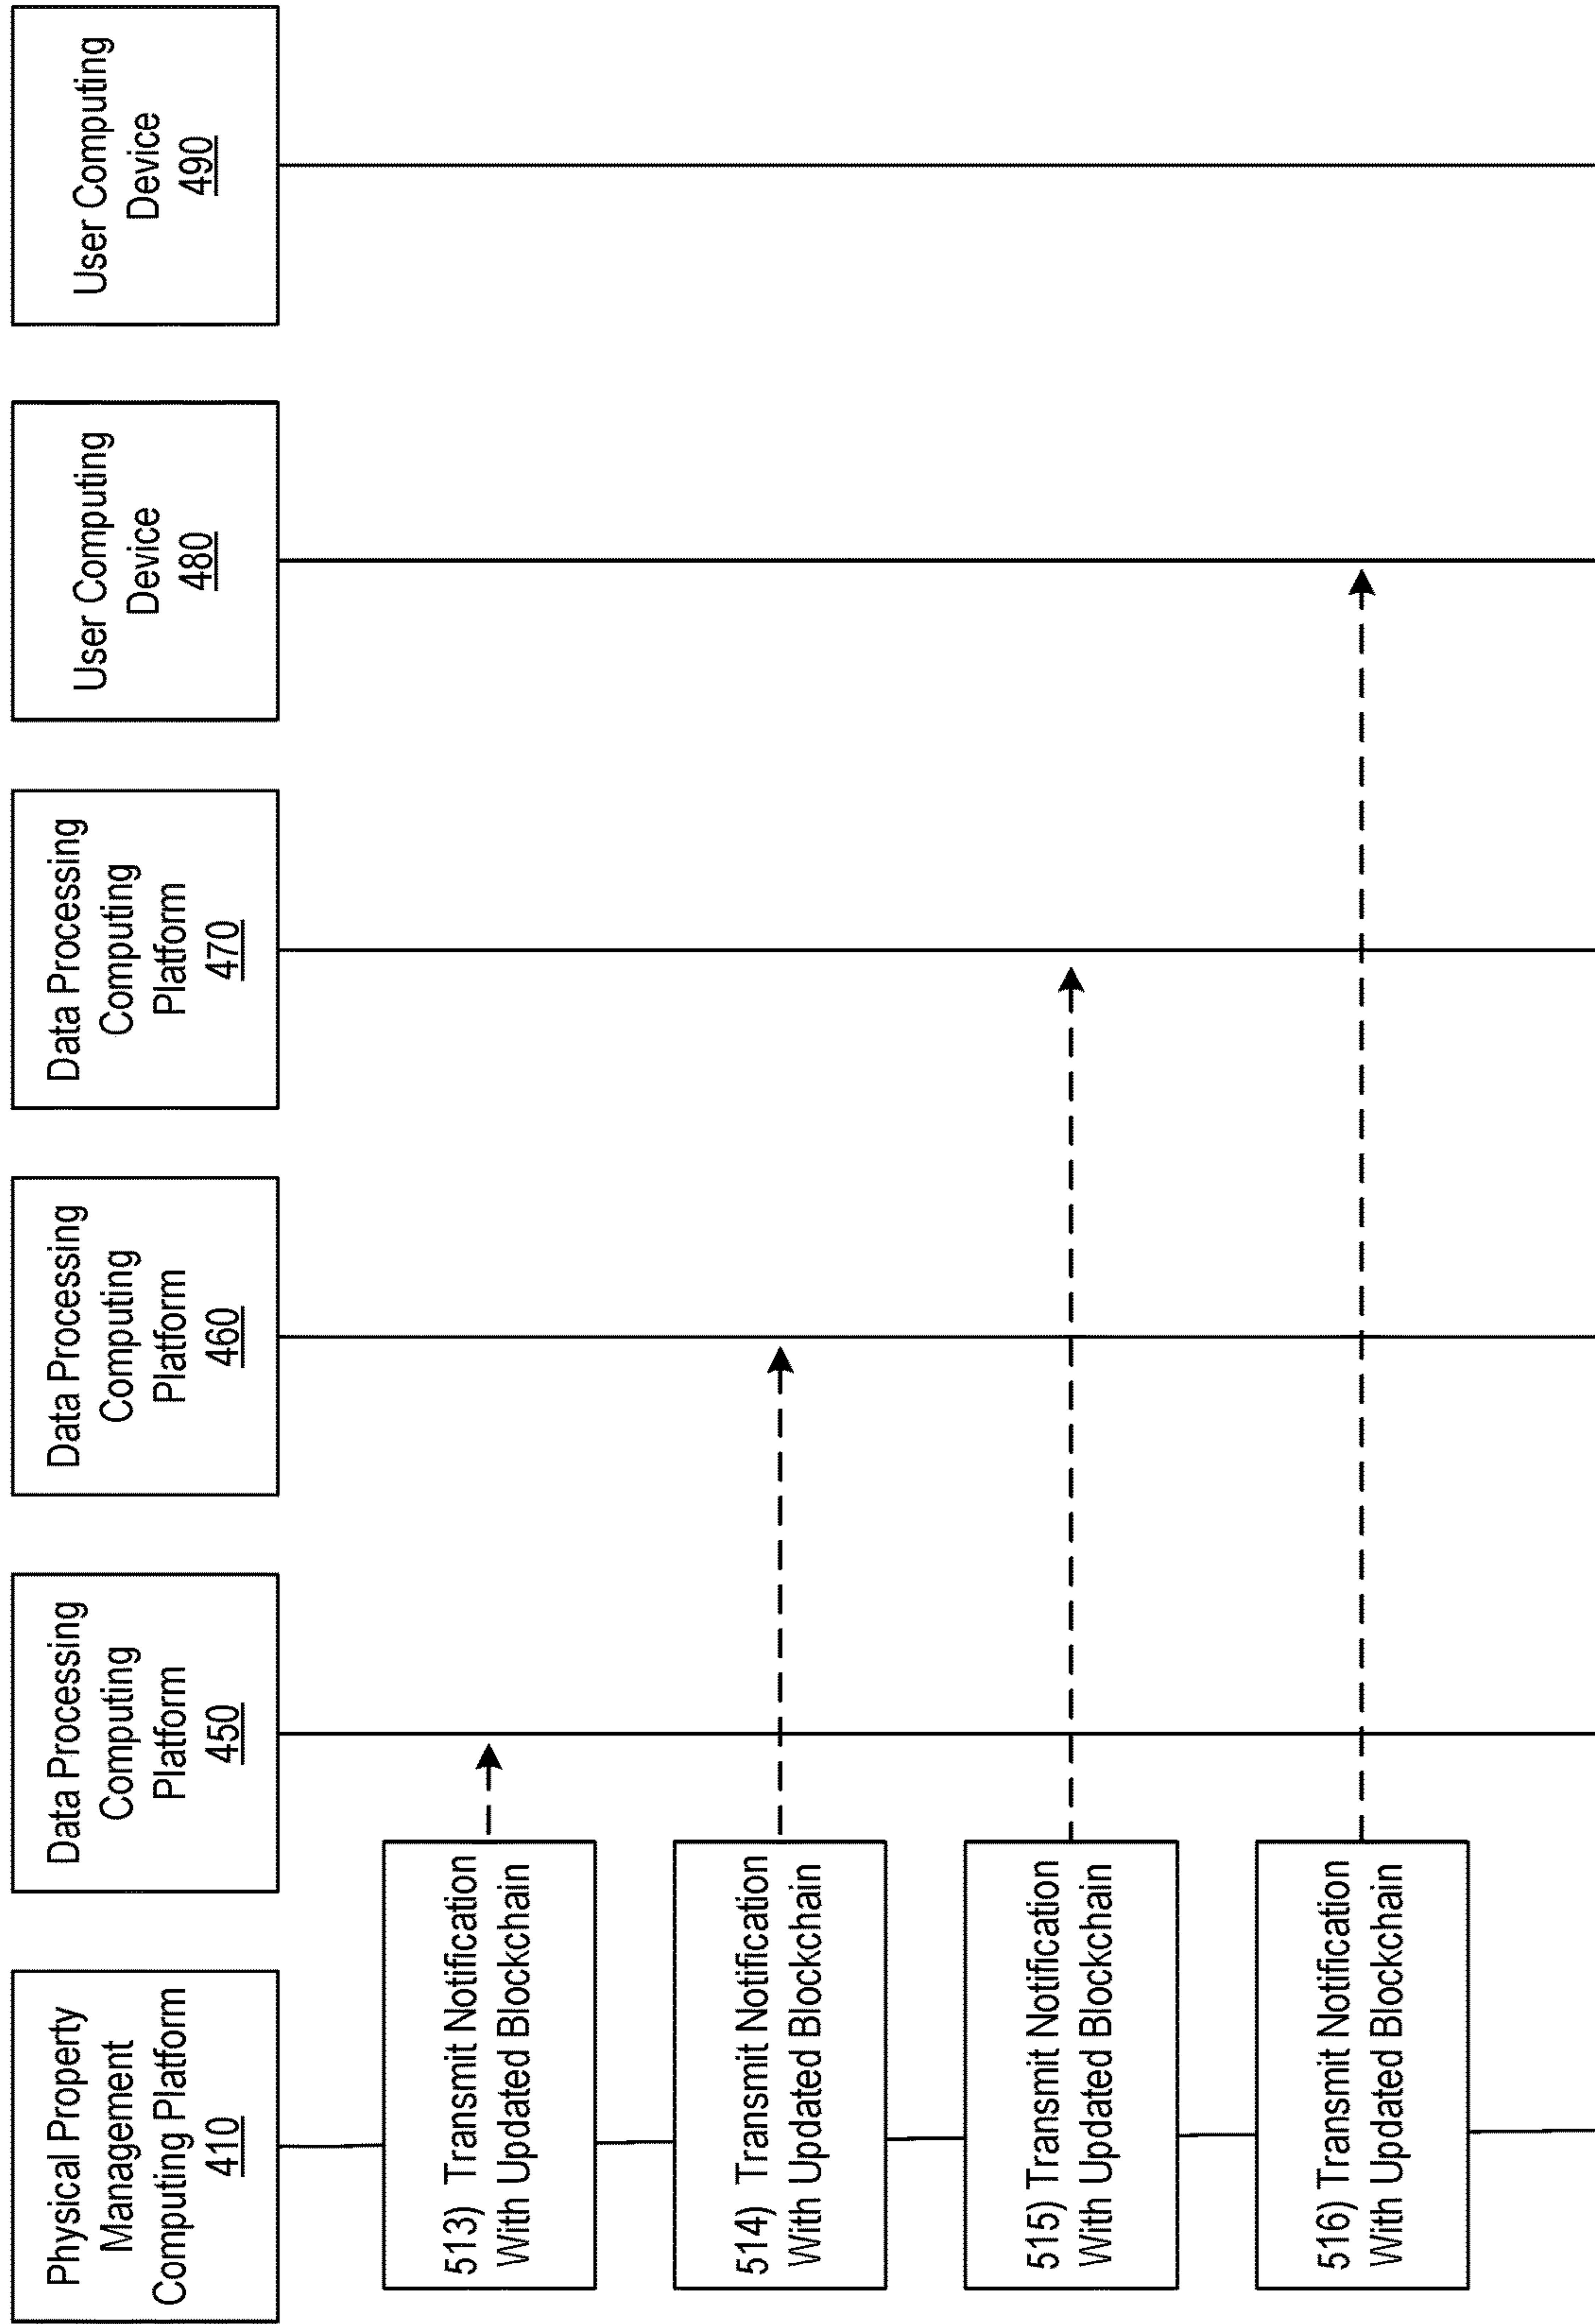 Physical Property
Management
Computing Platform
410
Data Processing
Computing
Platform
450
Data Processing
Computing
Platform
460
Data Processing
Computing
Platform
470
User Computing
Device
480
User Computing
Device
490
513) Transmit Notification
With Updated Blockchain
514) Transmit Notification
With Updated Blockchain
515) Transmit Notification
With Updated Blockchain
516) Transmit Notification
With Updated Blockchain